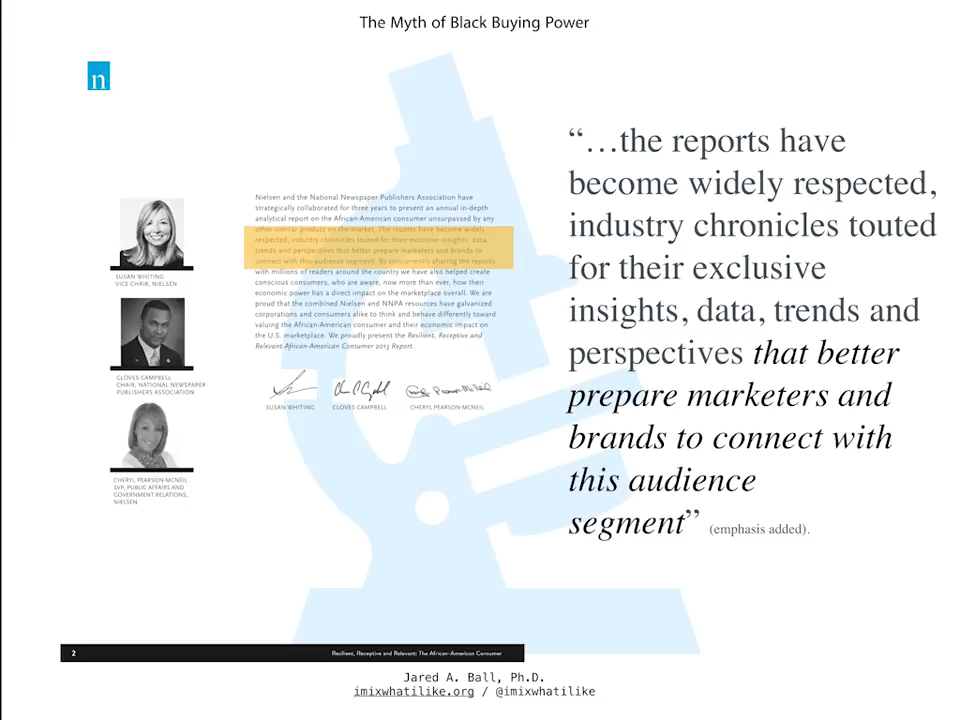 The Myth of Black Buying Power
n
SUSAN WHITING
VICE CHAIR, NIELSEN
CLOVES CAMPBELL
CHAIR, NATIONAL NEWSPAPER
PUBLISHERS ASSOCIATION
CHERYL PEARSON-MCNEIL
SVP, PUBLIC AFFAIRS AND
GOVERNMENT RELATIONS,
NIELSEN
Nielsen and the National Newspaper Publishers Association have
strategically collaborated for three years to present an annual in-depth
analytical report on the African-American consumer unsurpassed by any
other similar product on the market. The reports have become widely
respected, industry chronicles touted for their exclusive insights, data,
trends and perspectives that better prepare marketers and brands to
connect with this audience segment. By concurrently sharing the reports
with millions of readers around the country we have also helped create
conscious consumers, who are aware, now more than ever, how their
economic power has a direct impact on the marketplace overall. We are
proud that the combined Nielsen and NNPA reports have galvanized
corporations and consumers alike to think and behave differently toward
valuing the African-American consumer and their economic impact on
the U.S. marketplace. We proudly present the Resilient, Receptive and
Relevant African-American Consumer 2013 Report.
SUSAN WHITING CLOVES CAMPBELL CHERYL PEARSON-MCNEIL
“…the reports have
become widely respected,
industry chronicles touted
for their exclusive
insights, data, trends and
perspectives that better
prepare marketers and
brands to connect with
this audience
segment” (emphasis added).
2 Resilient, Receptive and Relevant: The African-American Consumer
Jared A. Ball, Ph.D.
imixwhatilike.org / @imixwhatilike